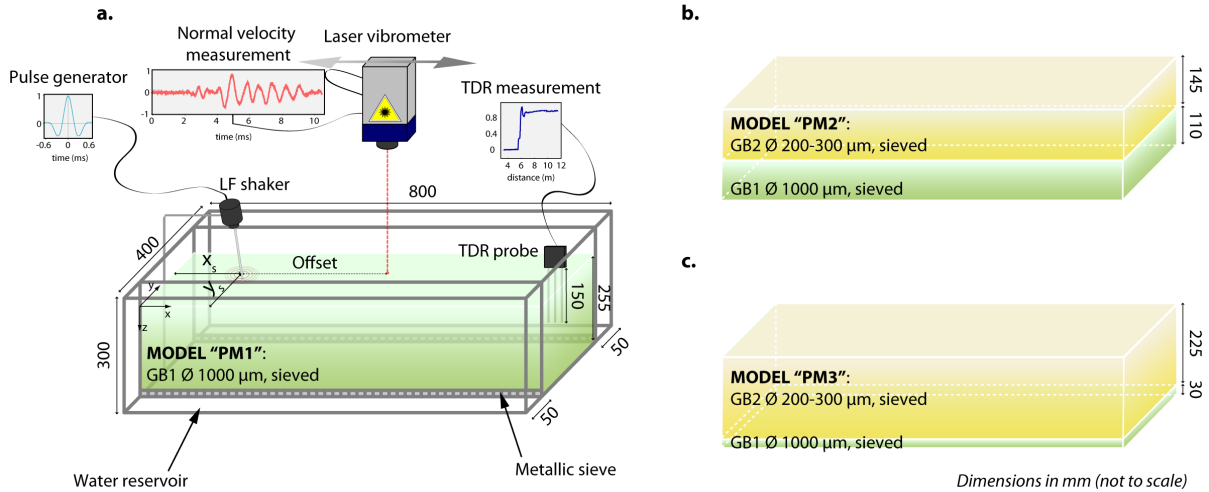 a.
Normal velocity
measurement
Laser vibrometer
Pulse generator
TDR measurement
1
0
-0.6 0 0.6
time (ms)
1
0
-1
0 2 4 6 8 10
time (ms)
0.8
0.4
0
4 6 8 10 12
distance (m)
LF shaker
800
400
TDR probe
xs
Offset
ys
y
x
z
150
255
300
50
50
MODEL “PM1”:
GB1 Ø 1000 µm, sieved
Water reservoir
Metallic sieve
b.
145
110
MODEL “PM2”:
GB2 Ø 200-300 µm, sieved
GB1 Ø 1000 µm, sieved
c.
225
30
MODEL “PM3”:
GB2 Ø 200-300 µm, sieved
GB1 Ø 1000 µm, sieved
Dimensions in mm (not to scale)